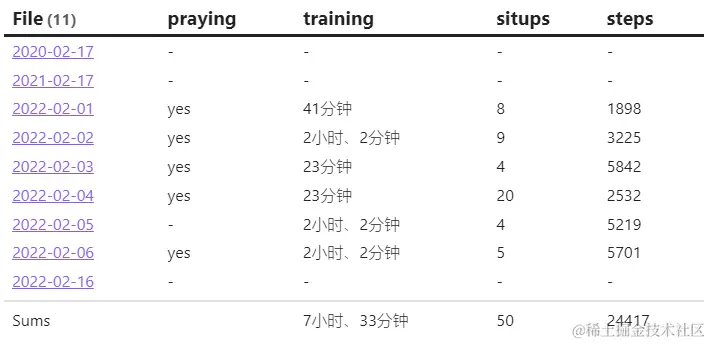 File (11) praying training situps steps
2020-02-17 - - - -
2021-02-17 - - - -
2022-02-01 yes 41分钟 8 1898
2022-02-02 yes 2小时、2分钟 9 3225
2022-02-03 yes 23分钟 4 5842
2022-02-04 yes 23分钟 20 2532
2022-02-05 - 2小时、2分钟 4 5219
2022-02-06 yes 2小时、2分钟 5 5701
2022-02-16 - - - -
Sums 7小时、33分钟 50 24417
@稀土掘金技术社区